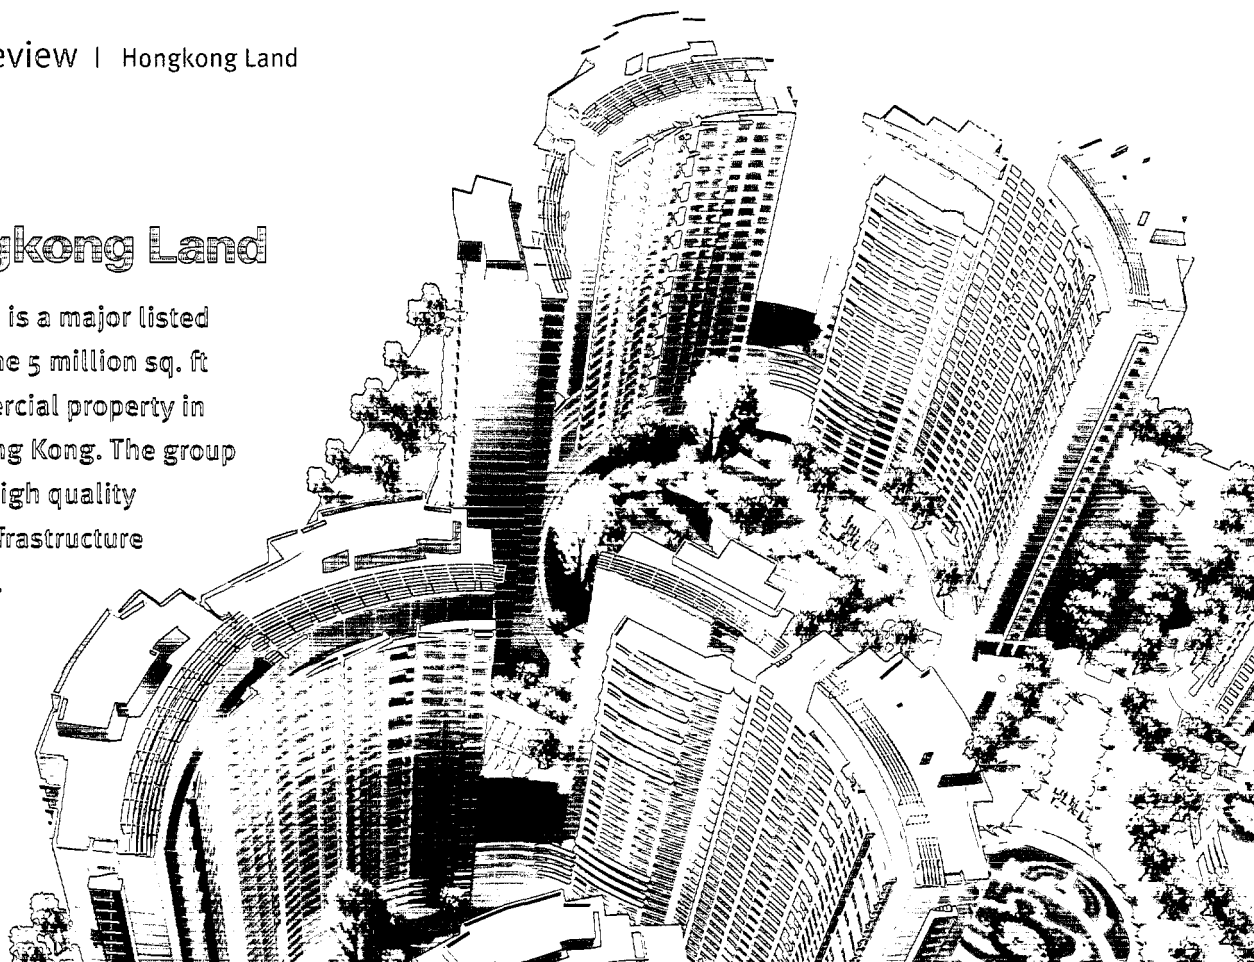 eview | Hongkong Land
gkong Land
is a major listed
ne 5 million sq. ft
ercial property in
ng Kong. The group
igh quality
frastructure
.